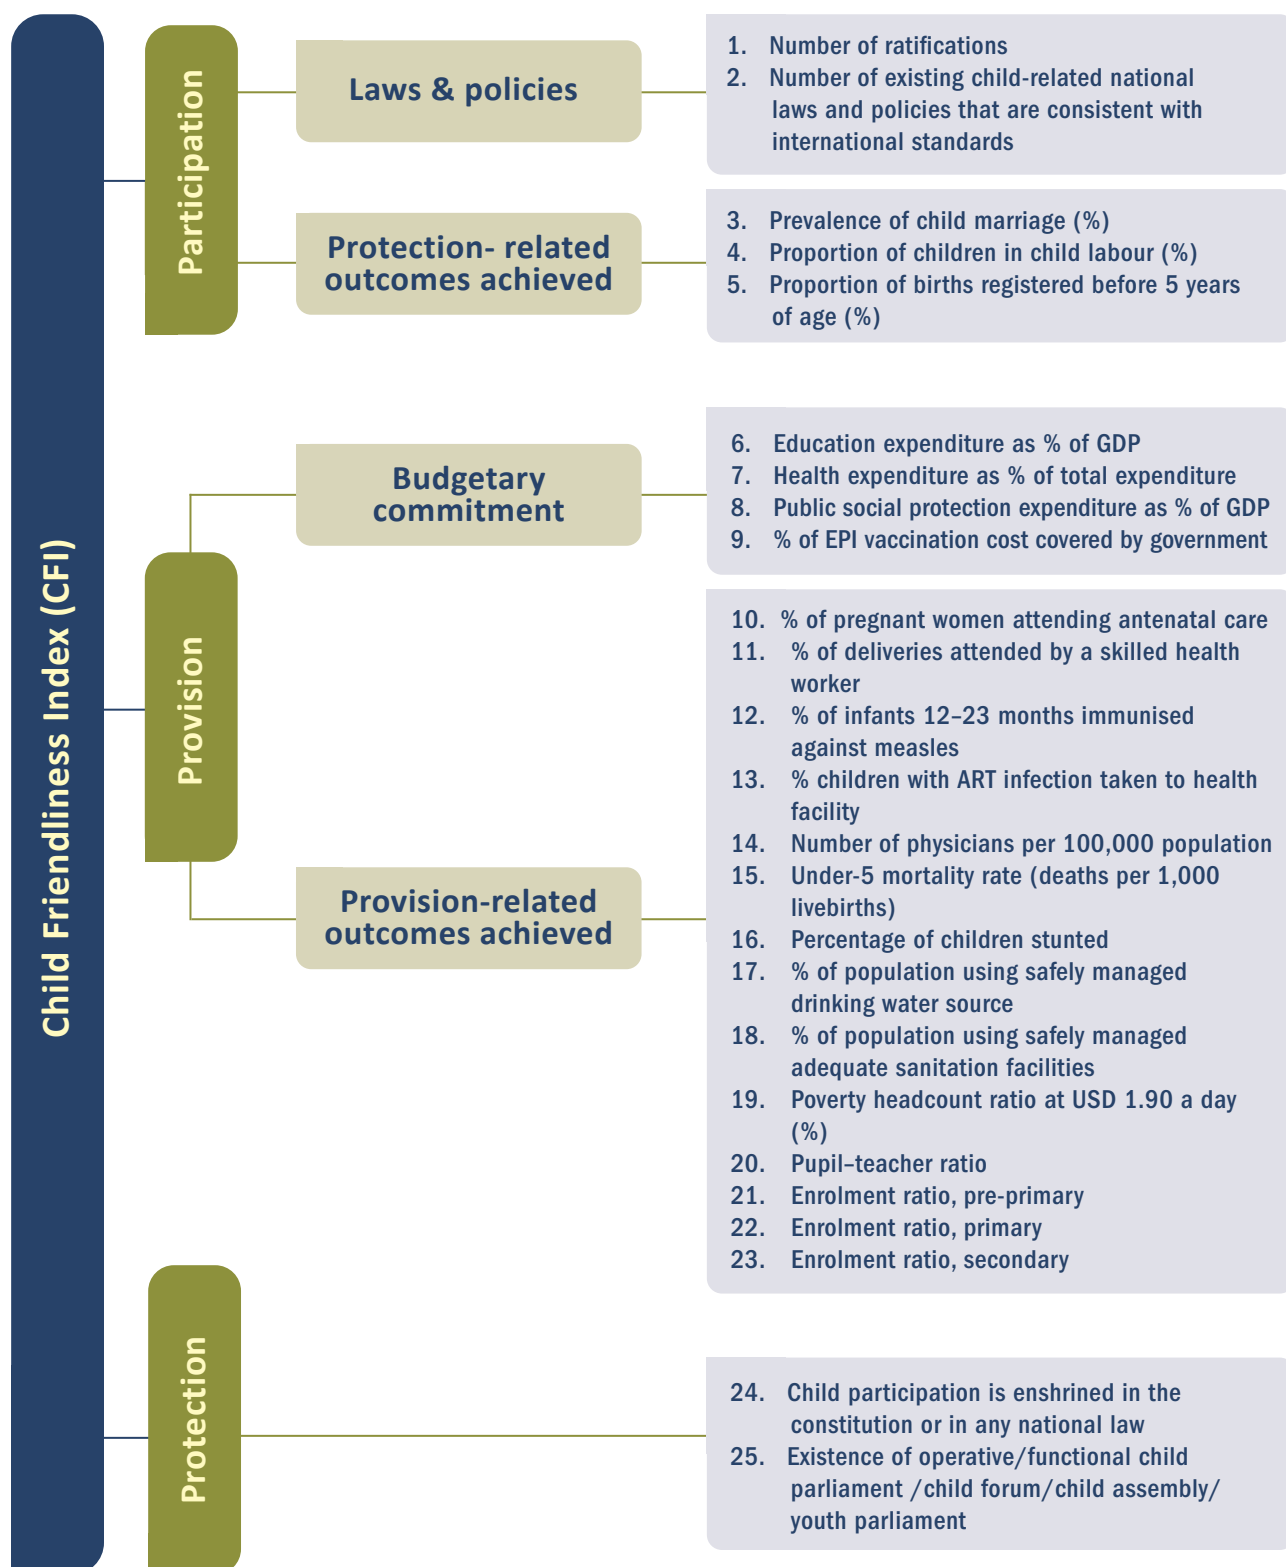 Child Friendliness Index (CFI)
Participation
Laws & policies
1. Number of ratifications
2. Number of existing child-related national
laws and policies that are consistent with
international standards
Protection- related
outcomes achieved
3. Prevalence of child marriage (%)
4. Proportion of children in child labour (%)
5. Proportion of births registered before 5 years
of age (%)
Provision
Budgetary
commitment
6. Education expenditure as % of GDP
7. Health expenditure as % of total expenditure
8. Public social protection expenditure as % of GDP
9. % of EPI vaccination cost covered by government
Provision-related
outcomes achieved
10. % of pregnant women attending antenatal care
11. % of deliveries attended by a skilled health
worker
12. % of infants 12–23 months immunised
against measles
13. % children with ART infection taken to health
facility
14. Number of physicians per 100,000 population
15. Under-5 mortality rate (deaths per 1,000
livebirths)
16. Percentage of children stunted
17. % of population using safely managed
drinking water source
18. % of population using safely managed
adequate sanitation facilities
19. Poverty headcount ratio at USD 1.90 a day
(%)
20. Pupil–teacher ratio
21. Enrolment ratio, pre-primary
22. Enrolment ratio, primary
23. Enrolment ratio, secondary
Protection
24. Child participation is enshrined in the
constitution or in any national law
25. Existence of operative/functional child
parliament /child forum/child assembly/
youth parliament